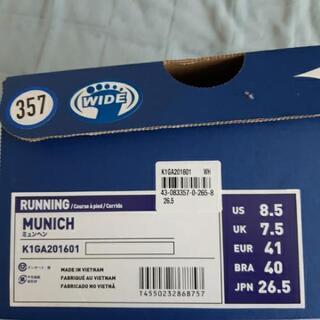 357
WIDE
RUNNING /Course à pied / Corrida
MUNICH
ミュンヘン
K1GA201601
K1GA201601 WH
43-083357-0-265-8
26.5
US 8.5
UK 7.5
EUR 41
BRA 40
JPN 26.5
MADE IN VIETNAM
FABRIQUÉ AU VIETNAM
FABRICADO NO VIETNÃ
T4550232868757